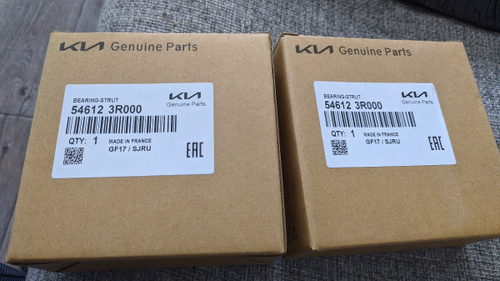 KIA Genuine Parts
BEARING-STRUT
54612 3R000
KIA
Genuine Parts
QTY: 1
MADE IN FRANCE
GF17 / SJRU
EAC
KIA Genuine Parts
BEARING-STRUT
54612 3R000
KIA
Genuine Parts
QTY: 1
MADE IN FRANCE
GF17 / SJRU
EAC